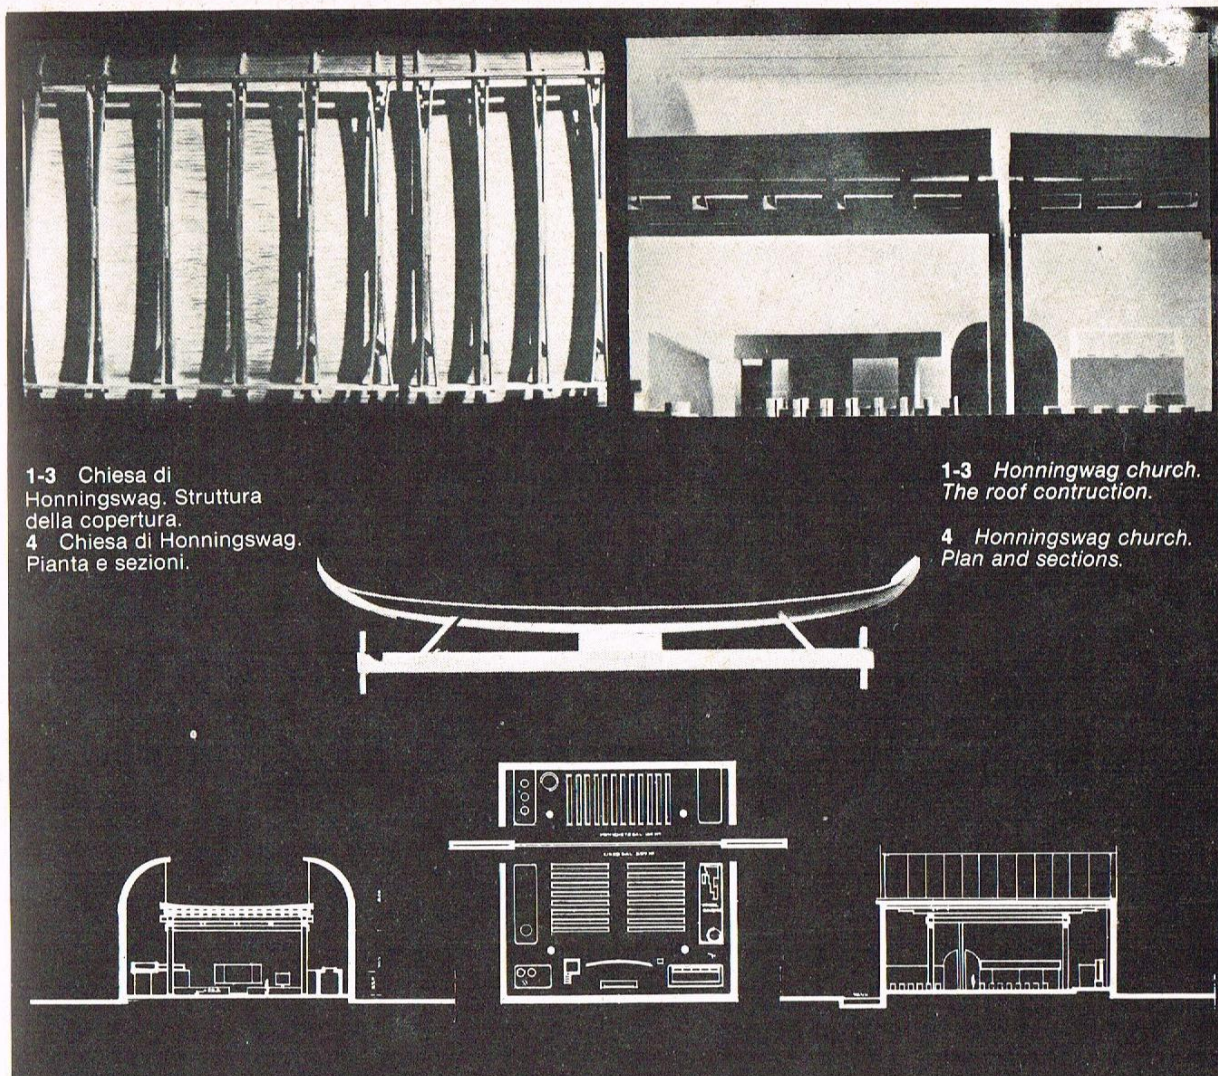 1-3 Chiesa di
Honningswag. Struttura
della copertura.
4 Chiesa di Honningswag.
Pianta e sezioni.
1-3 Honningwag church.
The roof contruction.
4 Honningswag church.
Plan and sections.